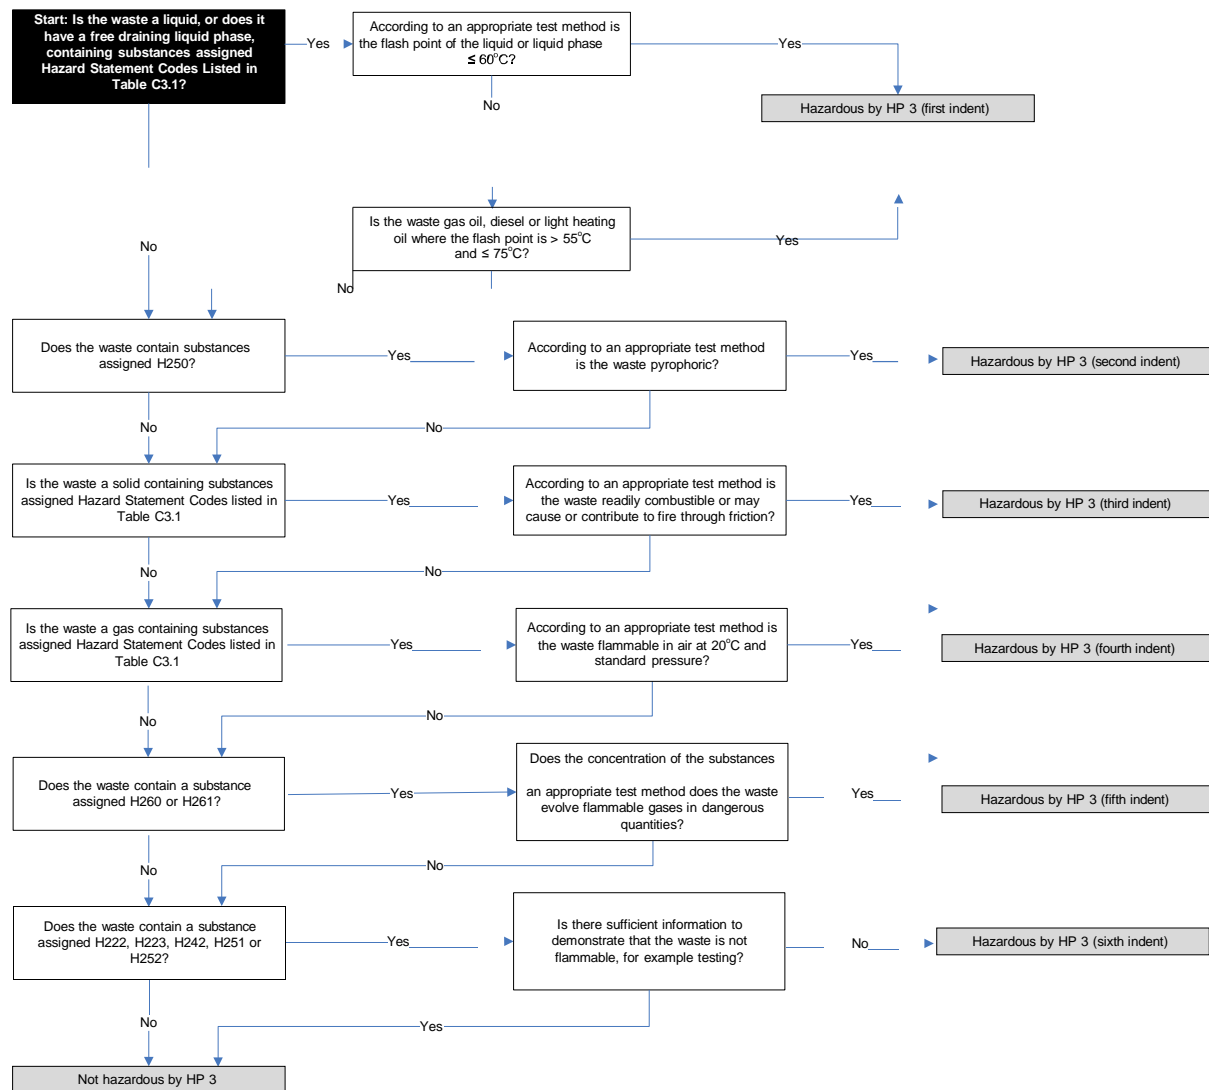 Start: Is the waste a liquid, or does it
have a free draining liquid phase,
containing substances assigned
Hazard Statement Codes Listed in
Table C3.1?
Yes
According to an appropriate test method is
the flash point of the liquid or liquid phase
≤ 60°C?
Yes
No
Hazardous by HP 3 (first indent)
Is the waste gas oil, diesel or light heating
oil where the flash point is > 55°C
and ≤ 75°C?
Yes
No
No
Does the waste contain substances
assigned H250?
Yes
According to an appropriate test method
is the waste pyrophoric?
Yes
Hazardous by HP 3 (second indent)
No
No
Is the waste a solid containing substances
assigned Hazard Statement Codes listed in
Table C3.1
Yes
According to an appropriate test method is
the waste readily combustible or may
cause or contribute to fire through friction?
Yes
Hazardous by HP 3 (third indent)
No
No
Is the waste a gas containing substances
assigned Hazard Statement Codes listed in
Table C3.1
Yes
According to an appropriate test method is
the waste flammable in air at 20°C and
standard pressure?
Yes
Hazardous by HP 3 (fourth indent)
No
No
Does the waste contain a substance
assigned H260 or H261?
Yes
Does the concentration of the substances
an appropriate test method does the waste
evolve flammable gases in dangerous
quantities?
Yes
Hazardous by HP 3 (fifth indent)
No
No
Does the waste contain a substance
assigned H222, H223, H242, H251 or
H252?
Yes
Is there sufficient information to
demonstrate that the waste is not
flammable, for example testing?
No
Hazardous by HP 3 (sixth indent)
No
Yes
Not hazardous by HP 3